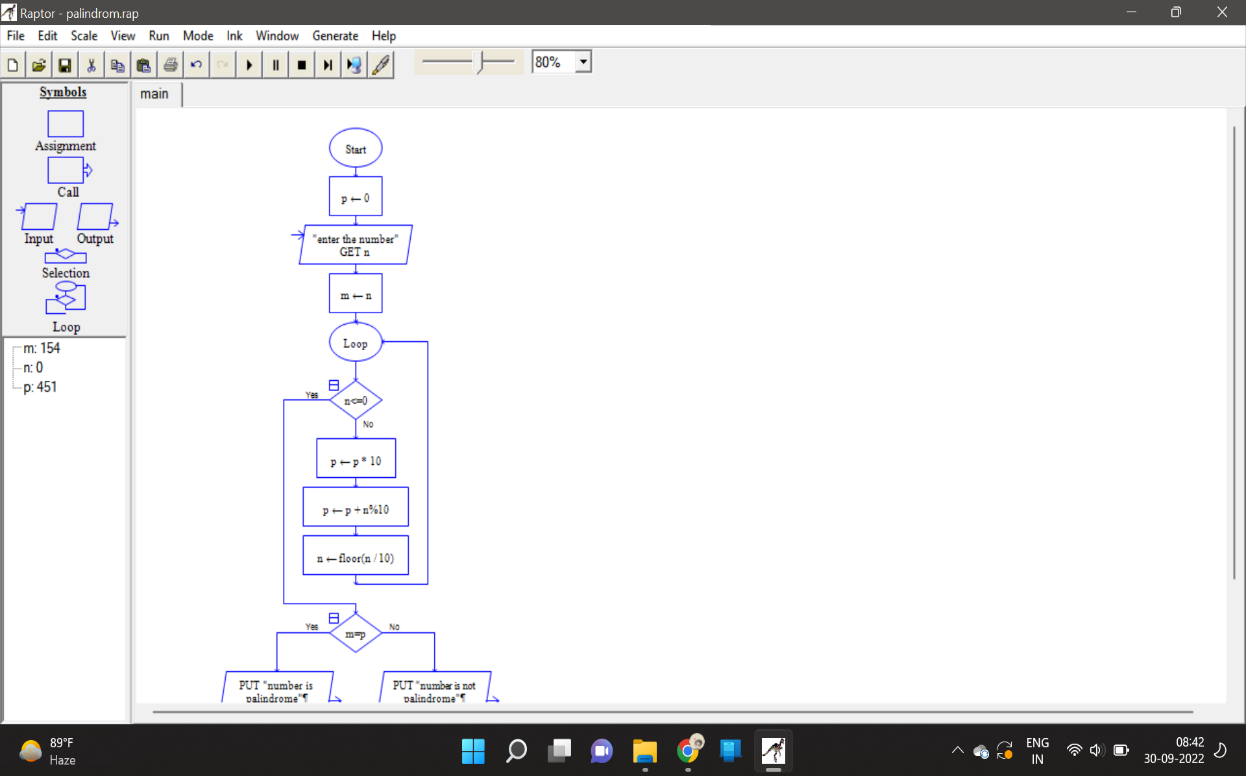 Raptor - palindrom.rap
File Edit Scale View Run Mode Ink Window Generate Help
80%
Symbols
main
Assignment
Call
Input Output
Selection
Loop
m: 154
n: 0
p: 451
Start
p ← 0
"enter the number"
GET n
m ← n
Loop
Yes
n<=0
No
p ← p * 10
p ← p + n%10
n ← floor(n / 10)
Yes
m=p
No
PUT "number is
palindrome"¶
PUT "number is not
palindrome"¶
89°F
Haze
ENG
IN
08:42
30-09-2022